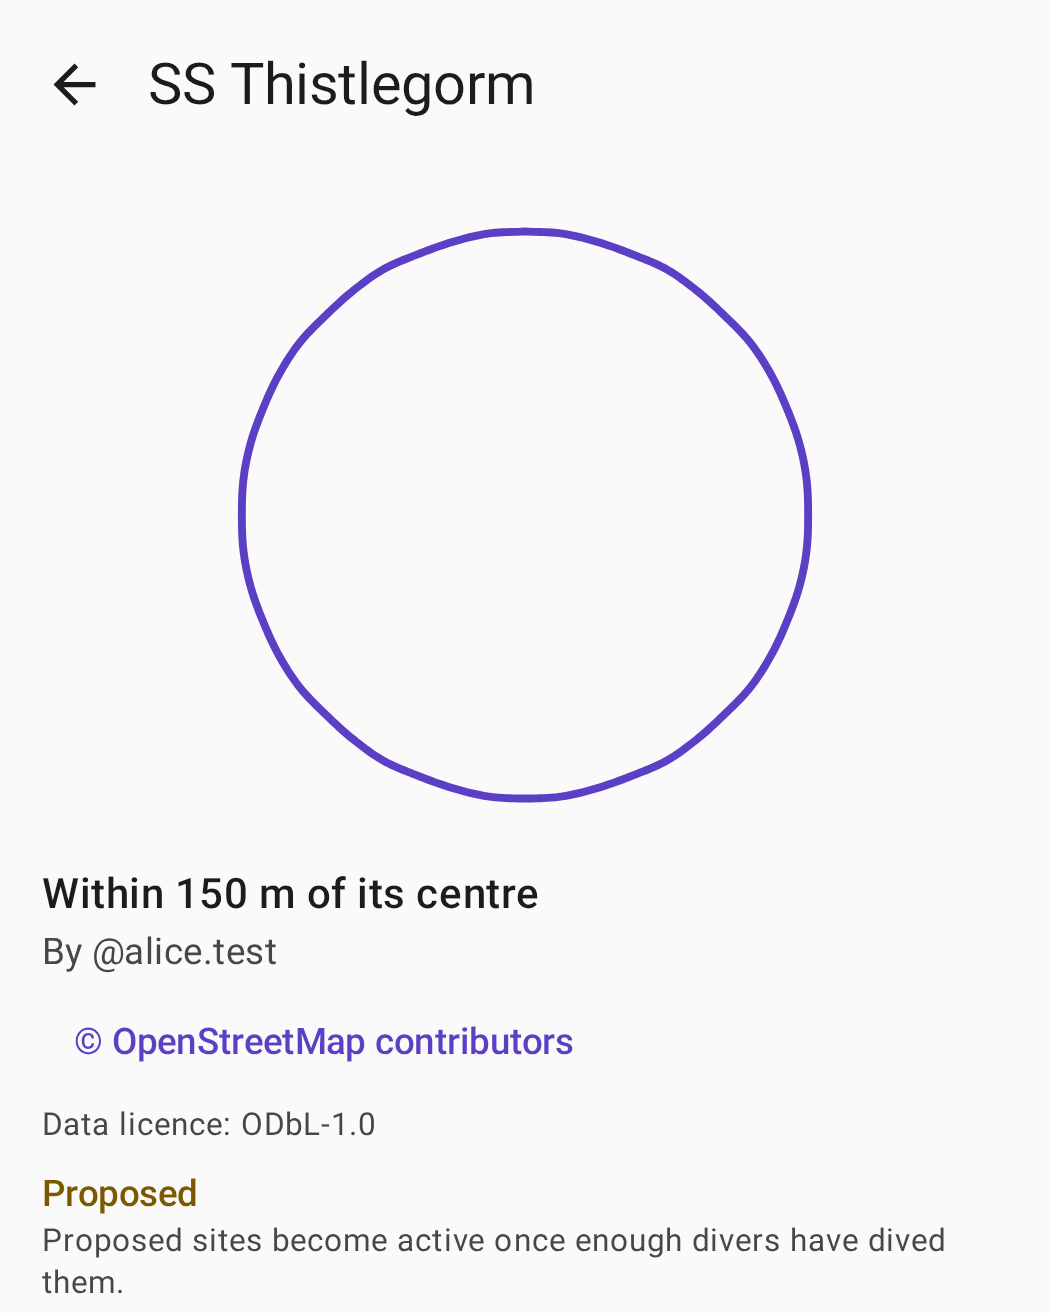 SS Thistlegorm
Within 150 m of its centre
By @alice.test
© OpenStreetMap contributors
Data licence: ODbL-1.0
Proposed
Proposed sites become active once enough divers have dived
them.